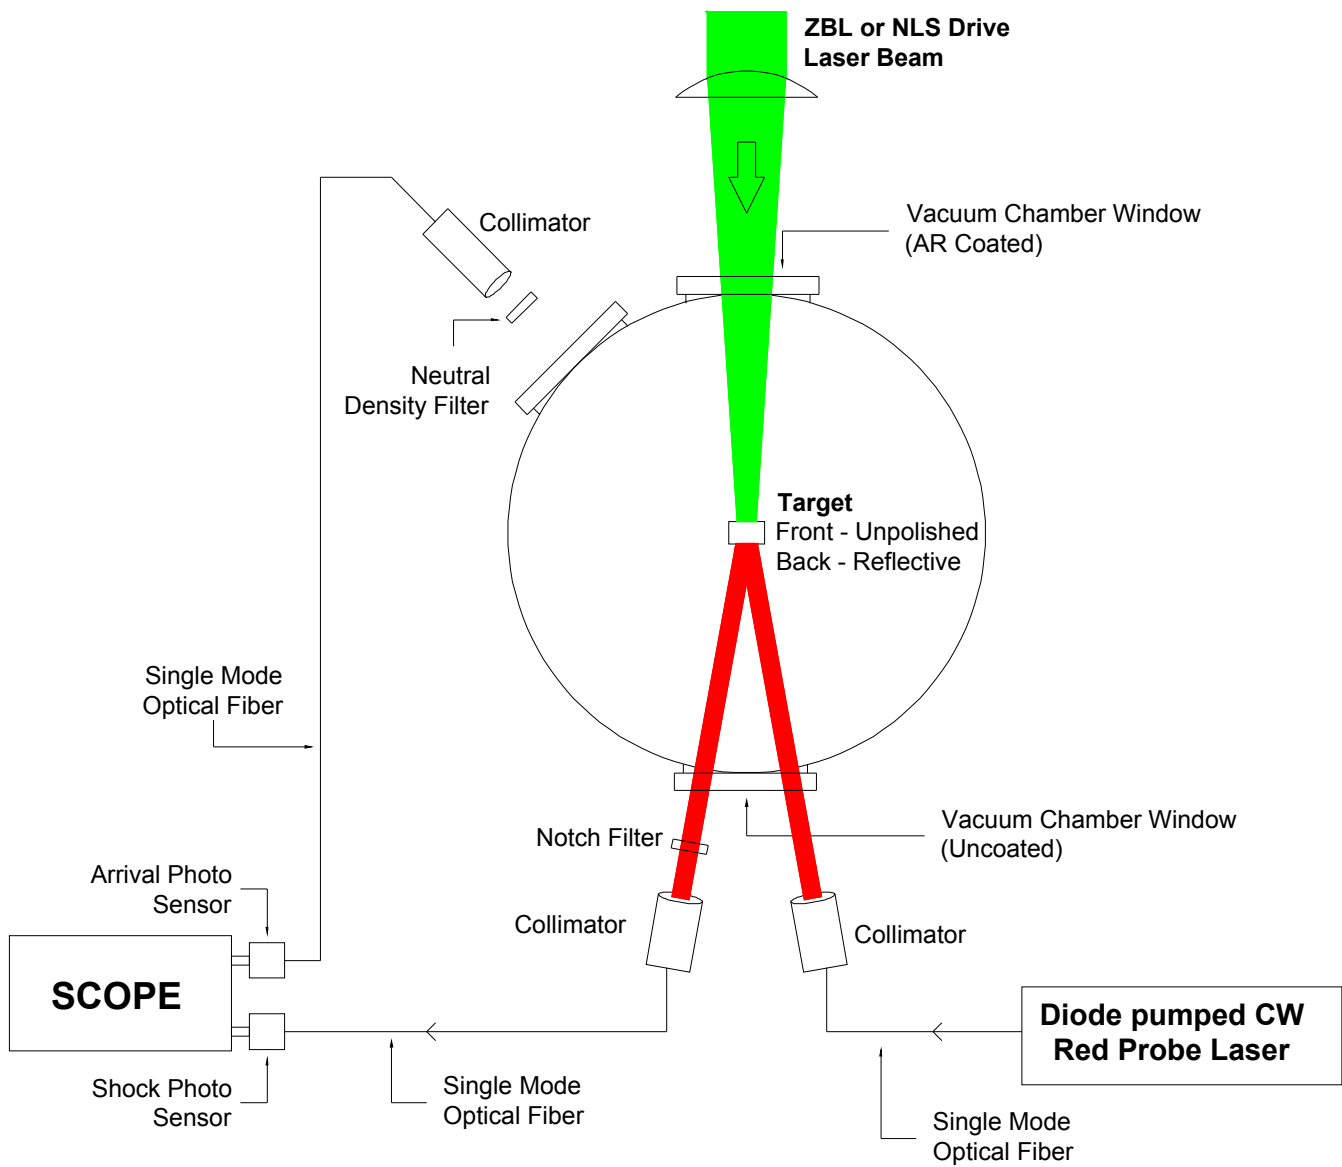 ZBL or NLS Drive
Laser Beam
Collimator
Vacuum Chamber Window
(AR Coated)
Neutral
Density Filter
Target
Front - Unpolished
Back - Reflective
Single Mode
Optical Fiber
Notch Filter
Vacuum Chamber Window
(Uncoated)
Arrival Photo
Sensor
Collimator
Collimator
SCOPE
Diode pumped CW
Red Probe Laser
Shock Photo
Sensor
Single Mode
Optical Fiber
Single Mode
Optical Fiber